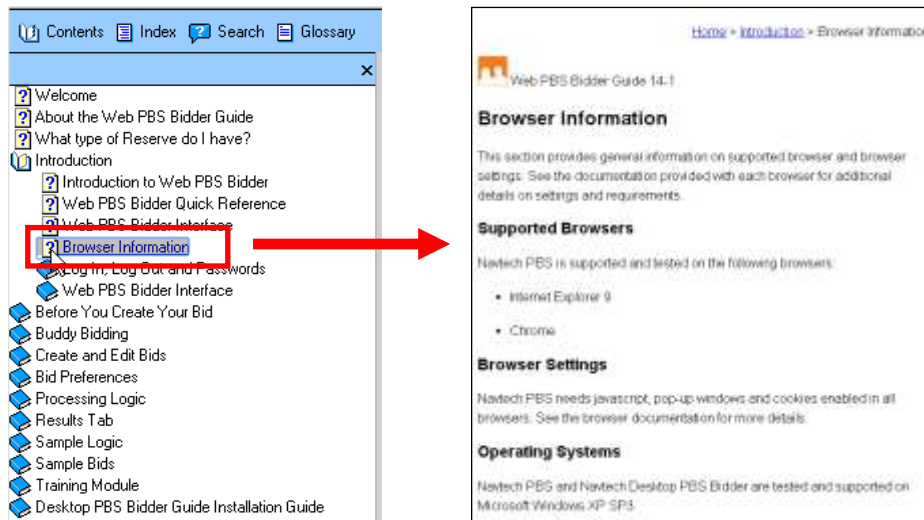 Contents Index Search Glossary
×
Welcome
About the Web PBS Bidder Guide
What type of Reserve do I have?
Introduction
Introduction to Web PBS Bidder
Web PBS Bidder Quick Reference
Web PBS Bidder Interface
Browser Information
Log In, Log Out and Passwords
Web PBS Bidder Interface
Before You Create Your Bid
Buddy Bidding
Create and Edit Bids
Bid Preferences
Processing Logic
Results Tab
Sample Logic
Sample Bids
Training Module
Desktop PBS Bidder Guide Installation Guide
Home > Introduction > Browser Information
Web PBS Bidder Guide 14.1
Browser Information
This section provides general information on supported browser and browser
settings. See the documentation provided with each browser for additional
details on settings and requirements.
Supported Browsers
Navtech PBS is supported and tested on the following browsers:
• Internet Explorer 9
• Chrome
Browser Settings
Navtech PBS needs javascript, pop-up windows and cookies enabled in all
browsers. See the browser documentation for more details.
Operating Systems
Navtech PBS and Navtech Desktop PBS Bidder are tested and supported on
Microsoft Windows XP SP3